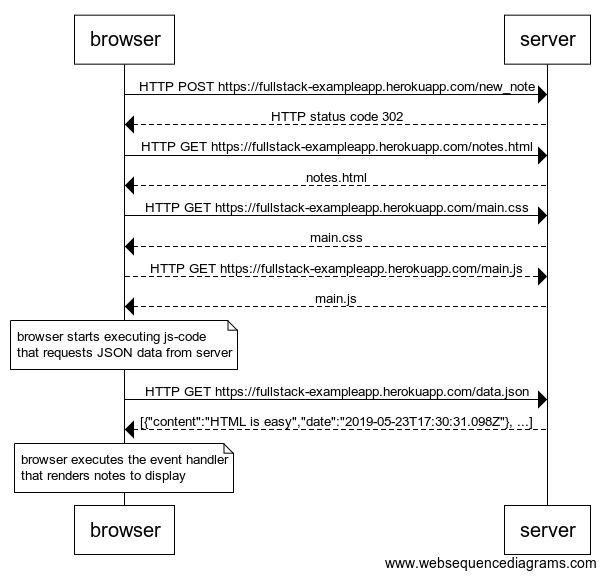 browser
server
HTTP POST https://fullstack-exampleapp.herokuapp.com/new_note
HTTP status code 302
HTTP GET https://fullstack-exampleapp.herokuapp.com/notes.html
notes.html
HTTP GET https://fullstack-exampleapp.herokuapp.com/main.css
main.css
HTTP GET https://fullstack-exampleapp.herokuapp.com/main.js
main.js
browser starts executing js-code
that requests JSON data from server
HTTP GET https://fullstack-exampleapp.herokuapp.com/data.json
[{"content":"HTML is easy","date":"2019-05-23T17:30:31.098Z"}, ...]
browser executes the event handler
that renders notes to display
browser
server
www.websequencediagrams.com